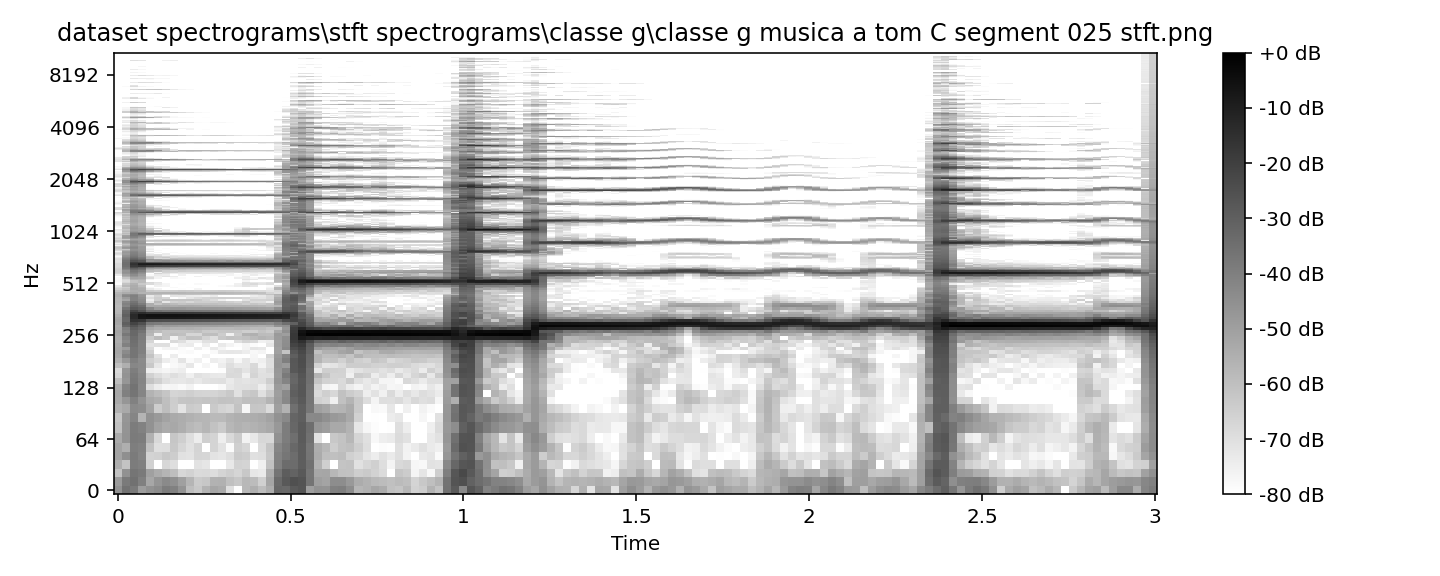 dataset spectrograms\stft spectrograms\classe g\classe g musica a tom C segment 025 stft.png
8192
4096
2048
1024
512
256
128
64
0
Hz
0
0.5
1
1.5
2
2.5
3
Time
+0 dB
-10 dB
-20 dB
-30 dB
-40 dB
-50 dB
-60 dB
-70 dB
-80 dB